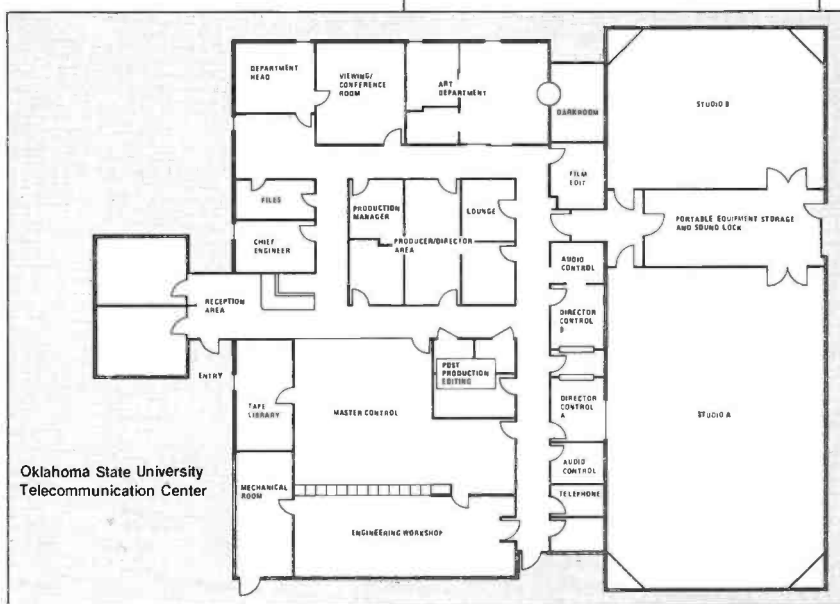 DEPARTMENT
HEAD
VIEWING/
CONFERENCE
ROOM
ART
DEPARTMENT
DARKROOM
STUDIO B
FILM
EDIT
FILES
PRODUCTION
MANAGER
LOUNGE
PORTABLE EQUIPMENT STORAGE
AND SOUND LOCK
CHIEF
ENGINEER
PRODUCER/DIRECTOR
AREA
AUDIO
CONTROL
RECEPTION
AREA
DIRECTOR
CONTROL
B
ENTRY
POST
PRODUCTION
EDITING
TAPE
LIBRARY
MASTER CONTROL
DIRECTOR
CONTROL
A
STUDIO A
Oklahoma State University
Telecommunication Center
MECHANICAL
ROOM
AUDIO
CONTROL
TELEPHONE
ENGINEERING WORKSHOP